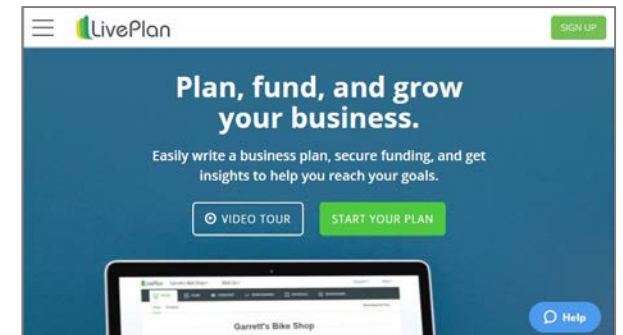 LivePlan
SIGN UP
Plan, fund, and grow
your business.
Easily write a business plan, secure funding, and get
insights to help you reach your goals.
VIDEO TOUR
START YOUR PLAN
Garrett's Bike Shop
Help